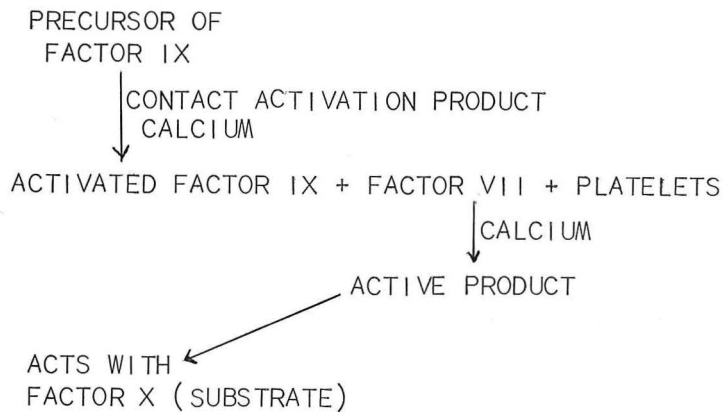 PRECURSOR OF
FACTOR IX
CONTACT ACTIVATION PRODUCT
CALCIUM
ACTIVATED FACTOR IX + FACTOR VII + PLATELETS
CALCIUM
ACTIVE PRODUCT
ACTS WITH
FACTOR X (SUBSTRATE)